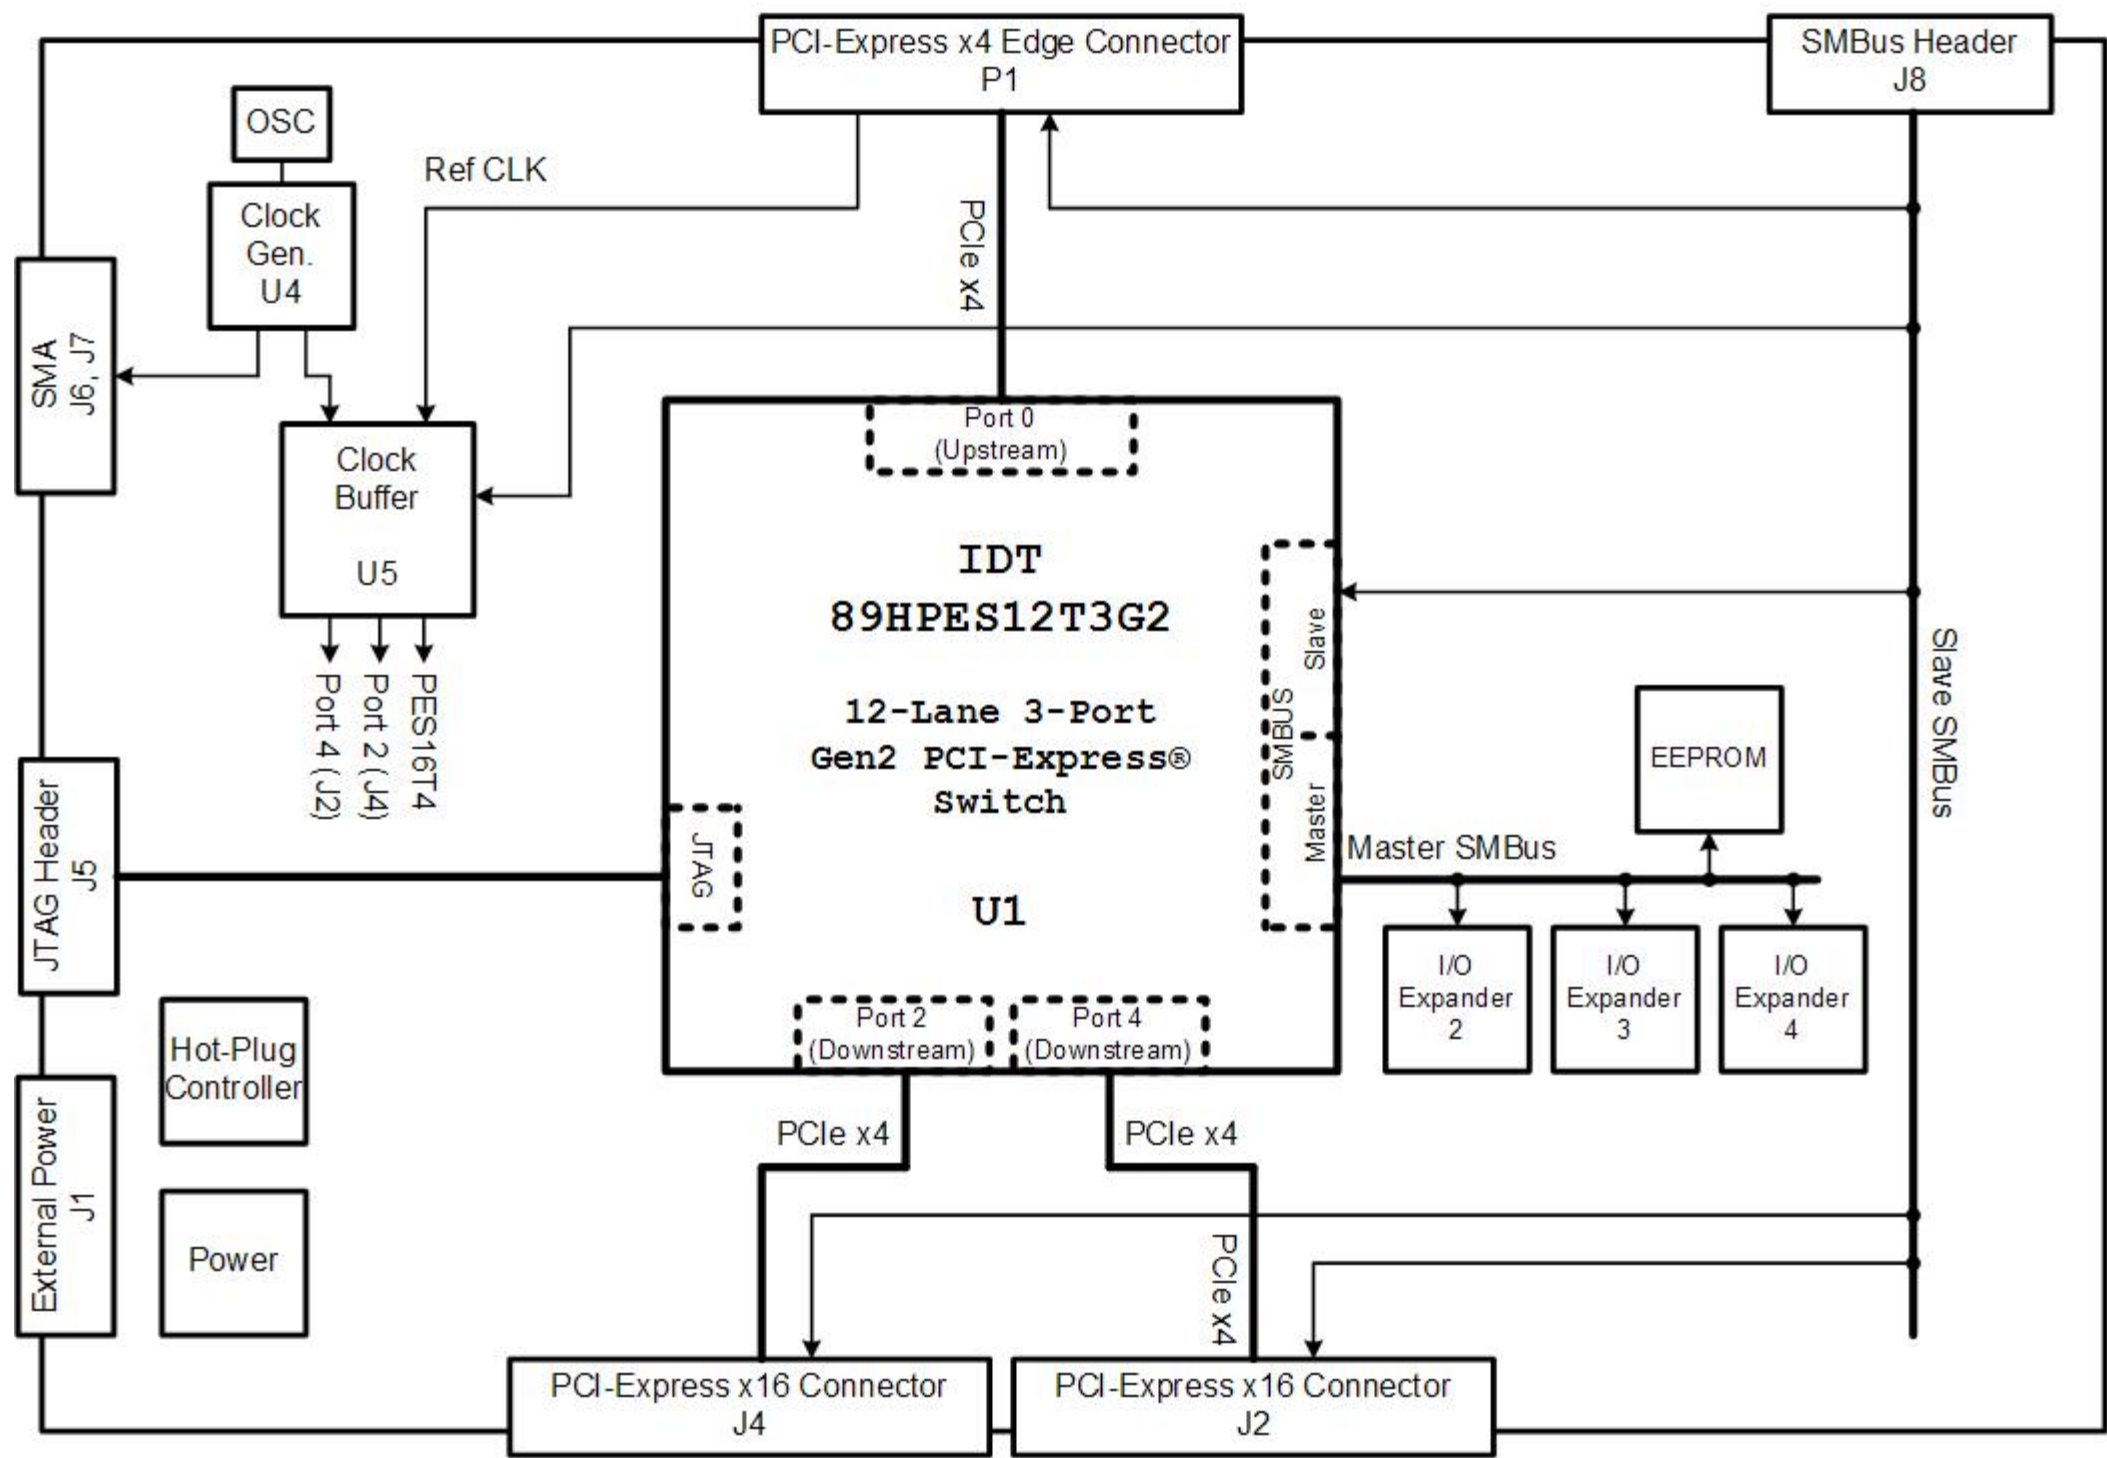 PCI-Express x4 Edge Connector
P1
SMBus Header
J8
OSC
Ref CLK
Clock
Gen.
U4
PCIe x4
SMA
J6, J7
Clock
Buffer
U5
Port 0
(Upstream)
IDT
89HPES12T3G2
12-Lane 3-Port
Gen2 PCI-Express®
Switch
U1
SMBUS
Slave
Master
Slave SMBus
Port 4 (J2)
Port 2 (J4)
PES16T4
EEPROM
JTAG Header
J5
JTAG
Master SMBus
I/O
Expander
2
I/O
Expander
3
I/O
Expander
4
Port 2
(Downstream)
Port 4
(Downstream)
Hot-Plug
Controller
External Power
J1
Power
PCIe x4
PCIe x4
PCIe x4
PCI-Express x16 Connector
J4
PCI-Express x16 Connector
J2